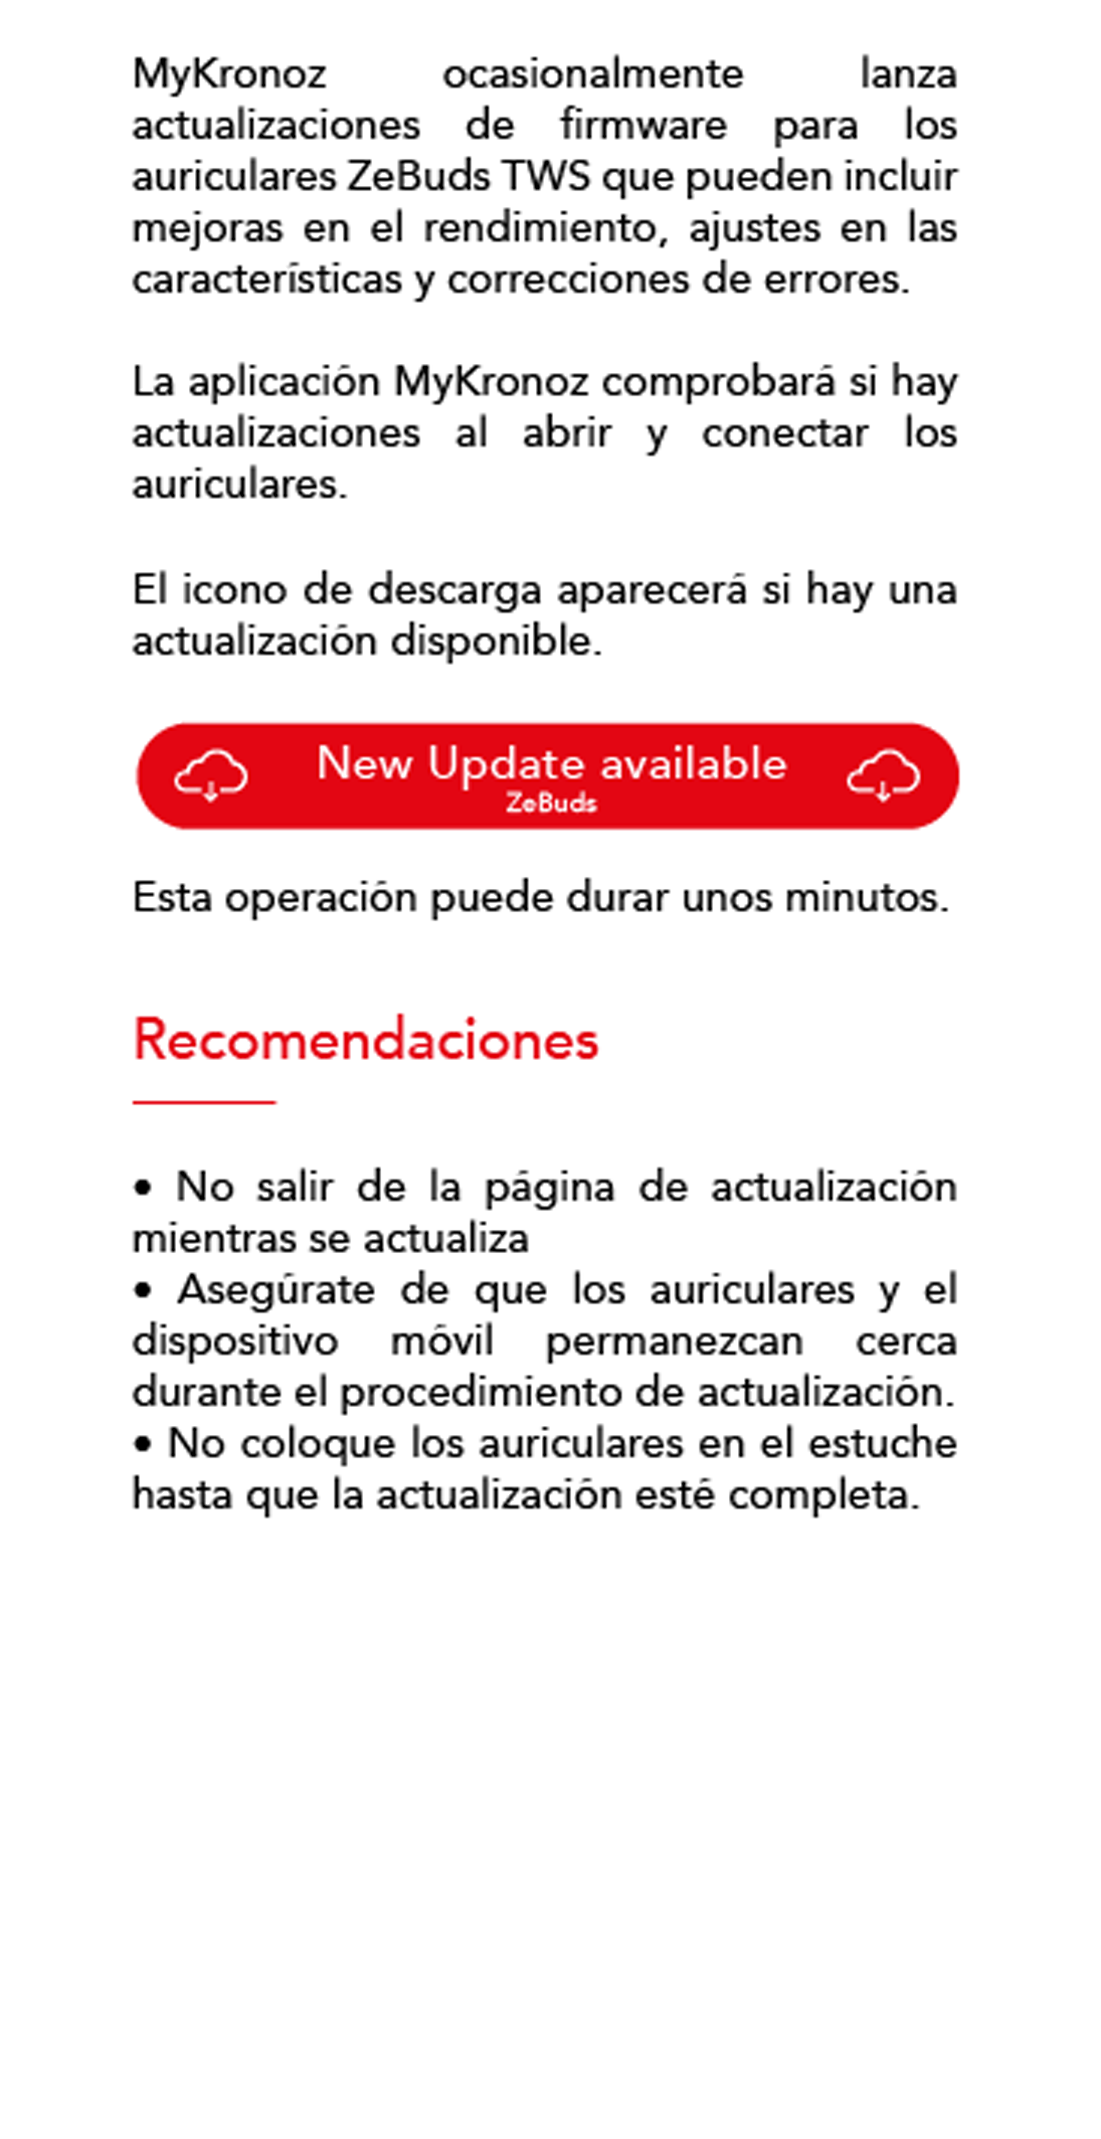 MyKronoz ocasionalmente lanza
actualizaciones de firmware para los
auriculares ZeBuds TWS que pueden incluir
mejoras en el rendimiento, ajustes en las
características y correcciones de errores.
La aplicación MyKronoz comprobará si hay
actualizaciones al abrir y conectar los
auriculares.
El icono de descarga aparecerá si hay una
actualización disponible.
New Update available
ZeBuds
Esta operación puede durar unos minutos.
Recomendaciones
• No salir de la página de actualización
mientras se actualiza
• Asegúrate de que los auriculares y el
dispositivo móvil permanezcan cerca
durante el procedimiento de actualización.
• No coloque los auriculares en el estuche
hasta que la actualización esté completa.